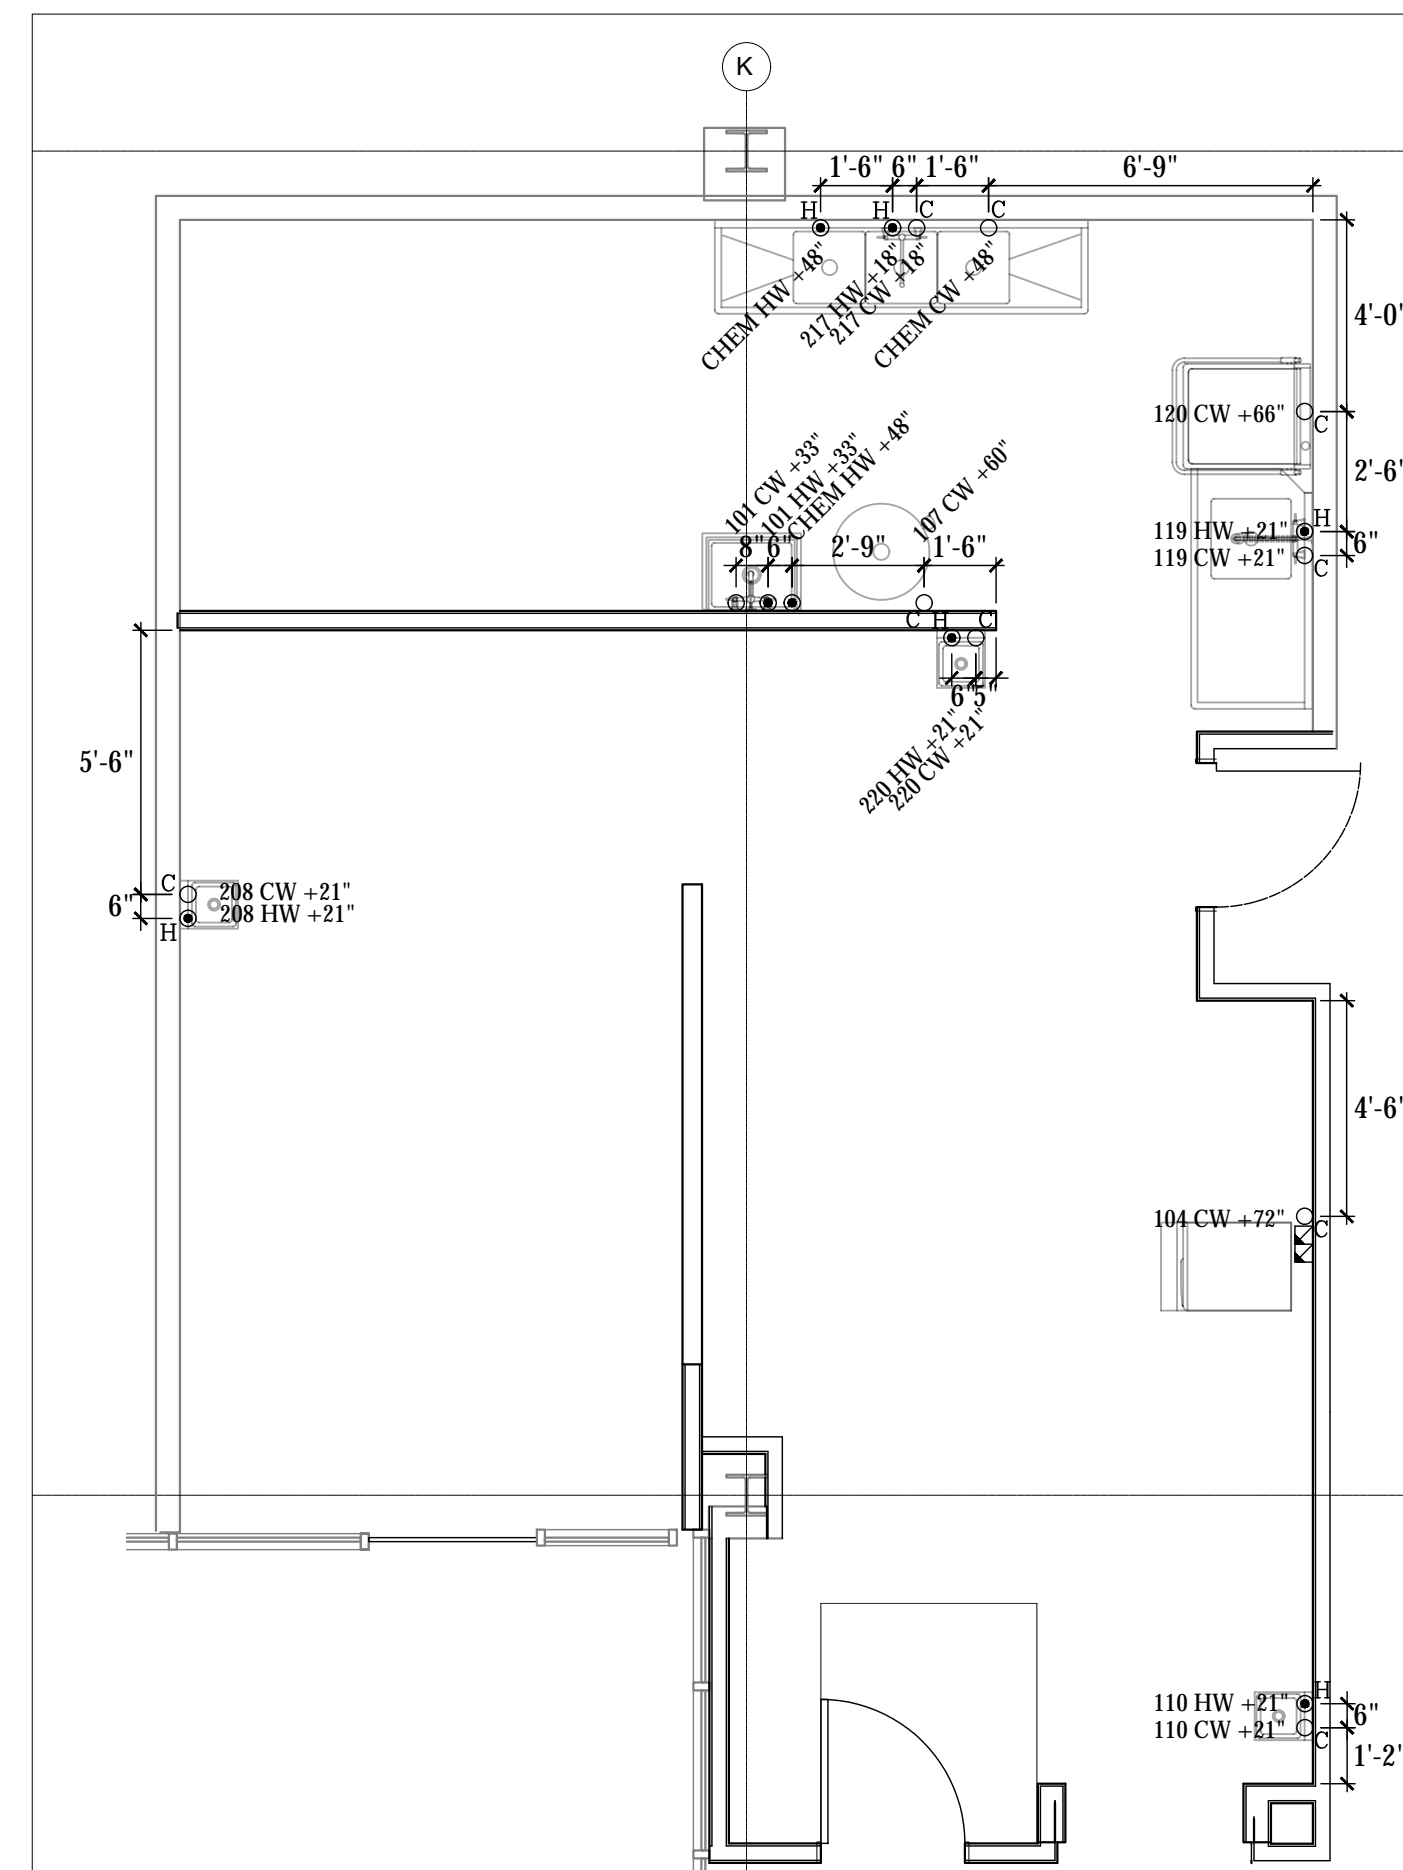 K
1'-6" 6" 1'-6" 6'-9"
H H C C
CHEM HW +48"
217 HW +18"
217 CW +18"
CHEM CW +48"
4'-0"
120 CW +66"
C
2'-6"
101 CW +33"
101 HW +33"
CHEM HW +48"
107 CW +60"
H
119 HW +21"
6"
119 CW +21"
C
8" 6" 2'-9" 1'-6"
C H C
6" 5"
220 HW +21"
220 CW +21"
5'-6"
C
208 CW +21"
6"
208 HW +21"
H
4'-6"
104 CW +72"
C
H
110 HW +21"
6"
110 CW +21"
C
1'-2"